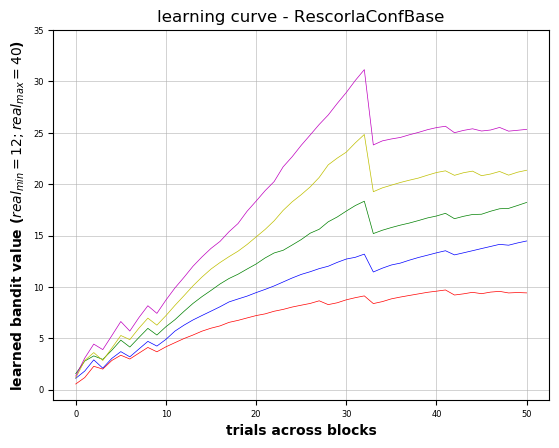 learning curve - RescorlaConfBase
learned bandit value (real_min = 12; real_max = 40)
35
30
25
20
15
10
5
0
0 10 20 30 40 50
trials across blocks